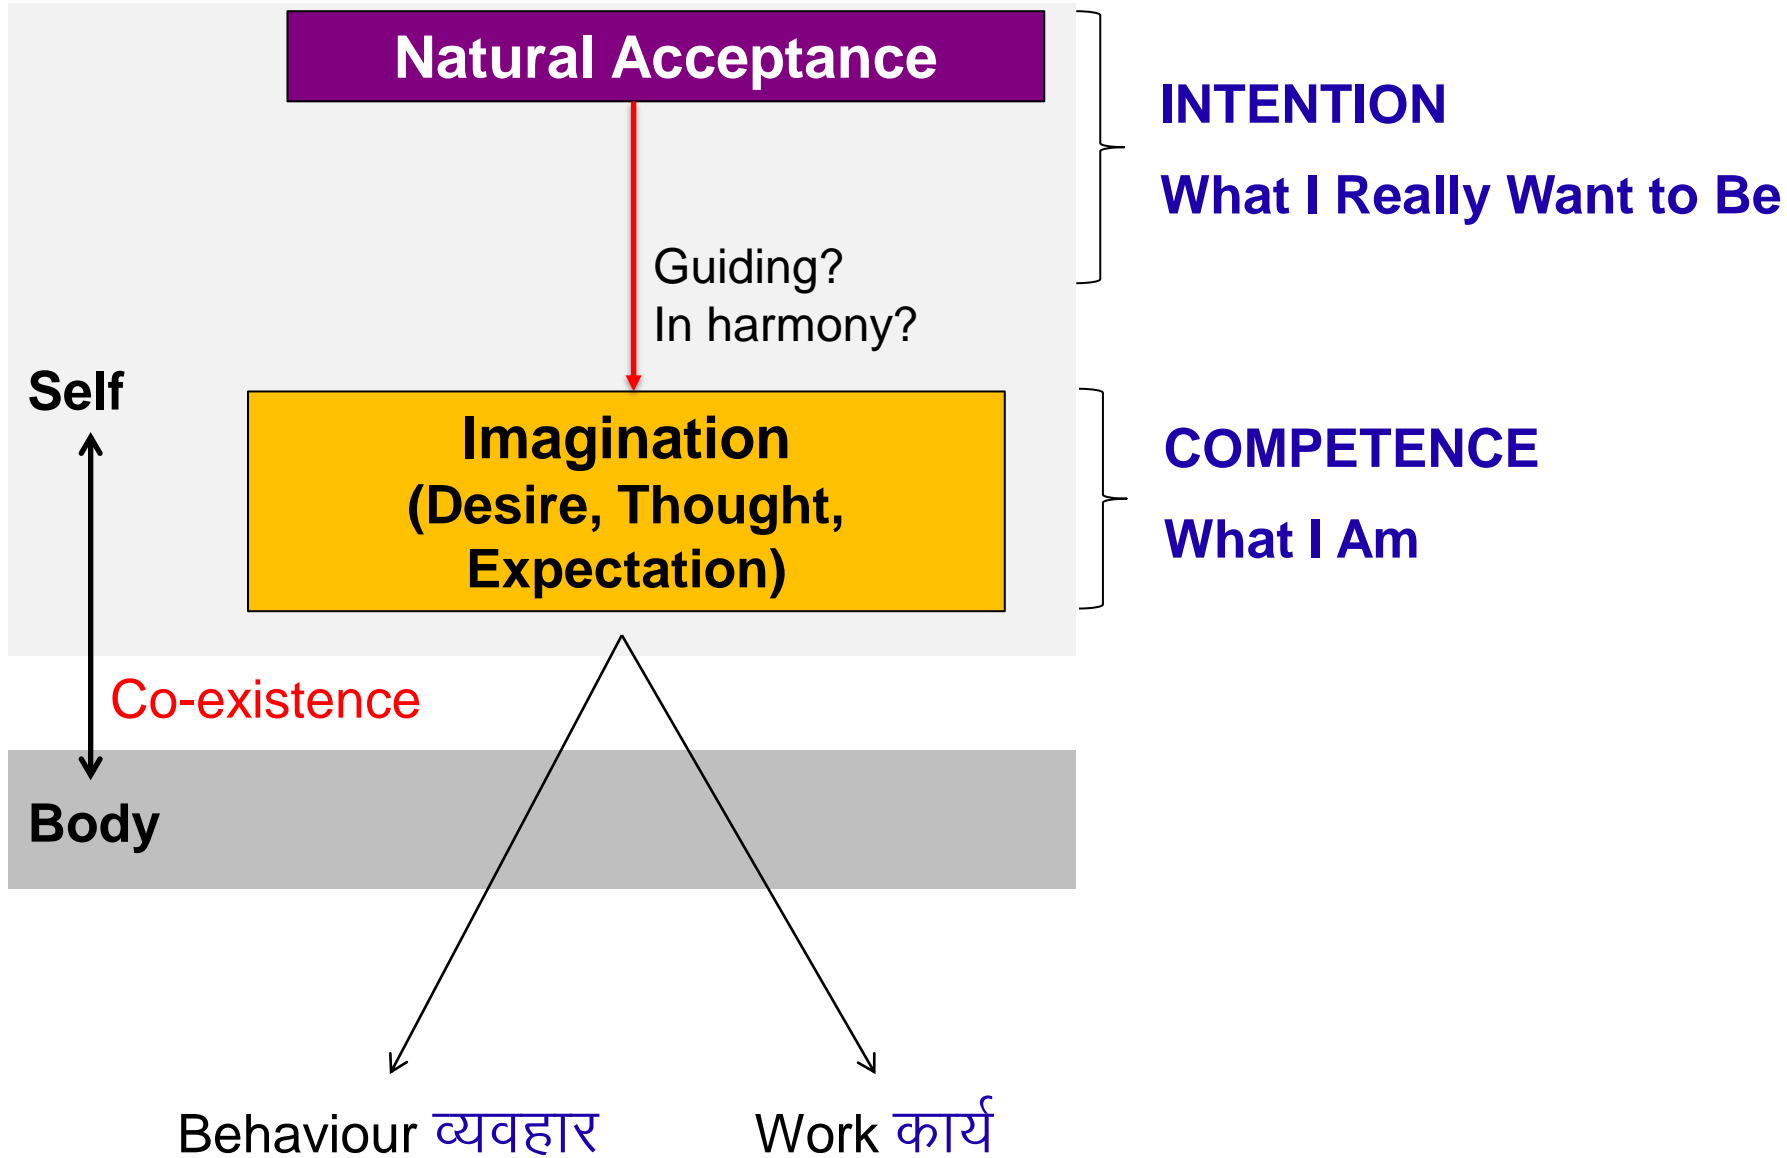 Natural Acceptance
INTENTION
What I Really Want to Be
Guiding?
In harmony?
Self
Imagination
(Desire, Thought,
Expectation)
COMPETENCE
What I Am
Co-existence
Body
Behaviour व्यवहार
Work कार्य